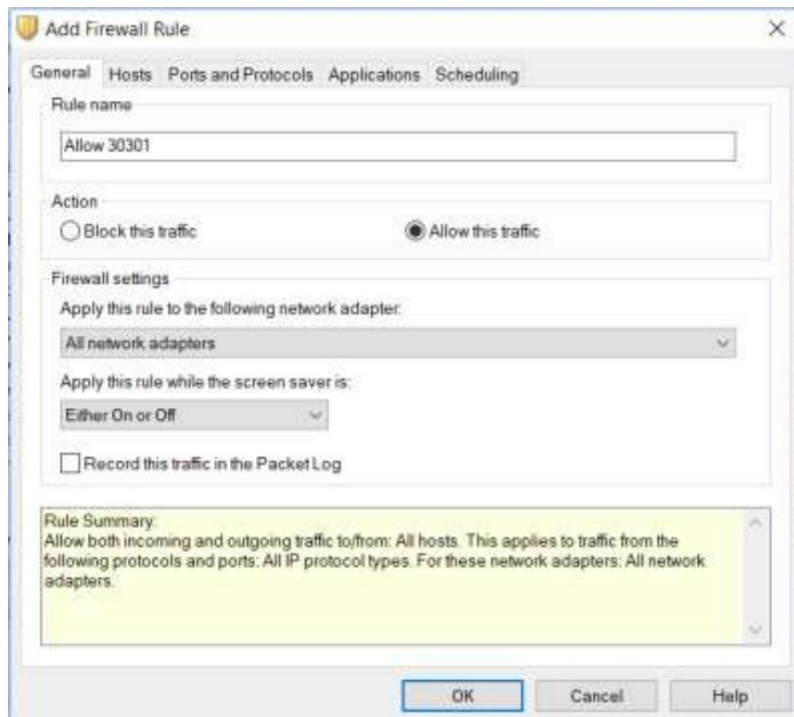 Add Firewall Rule
General Hosts Ports and Protocols Applications Scheduling
Rule name
Allow 30301
Action
Block this traffic Allow this traffic
Firewall settings
Apply this rule to the following network adapter:
All network adapters
Apply this rule while the screen saver is:
Either On or Off
Record this traffic in the Packet Log
Rule Summary:
Allow both incoming and outgoing traffic to/from: All hosts. This applies to traffic from the
following protocols and ports: All IP protocol types. For these network adapters: All network
adapters.
OK Cancel Help